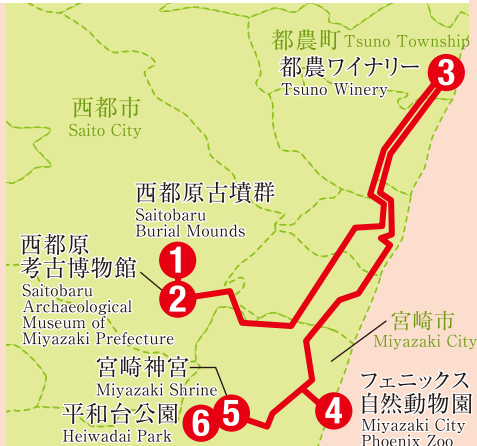 都農町 Tsuno Township
都農ワイナリー
Tsuno Winery
3
西都市
Saito City
西都原古墳群
Saitobaru
Burial Mounds
1
西都原
考古博物館
Saitobaru
Archaeological
Museum of
Miyazaki Prefecture
2
宮崎市
Miyazaki City
宮崎神宮
Miyazaki Shrine
平和台公園
Heiwadai Park
6
5
4
フェニックス
自然動物園
Miyazaki City
Phoenix Zoo